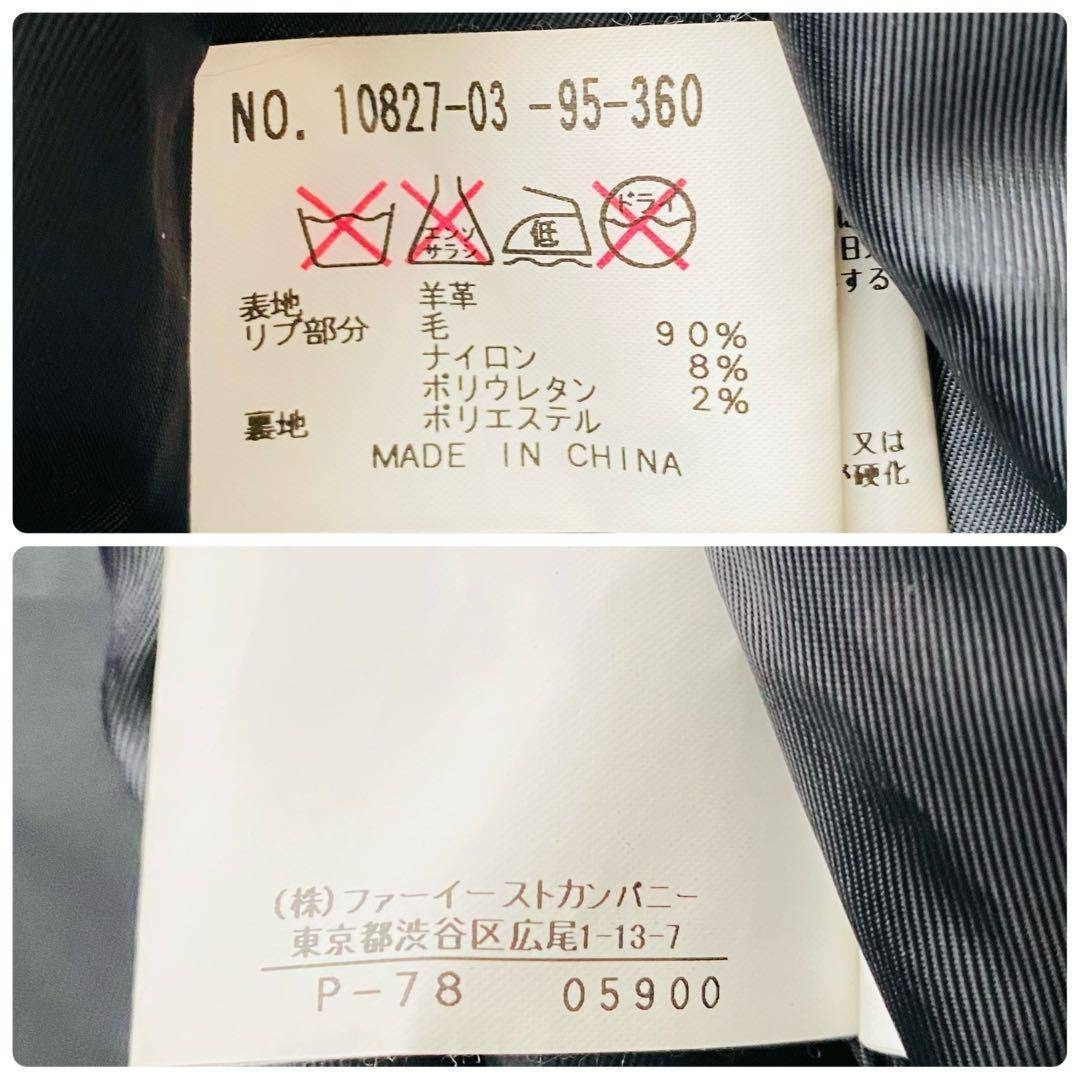 NO. 10827-03 -95-360
エンソ
サラシ
低
ドライ
表地 羊革
リブ部分 毛 90%
ナイロン 8%
ポリウレタン 2%
裏地 ポリエステル
MADE IN CHINA
する
又は
硬化
(株)ファーイーストカンパニー
東京都渋谷区広尾1-13-7
P-78 05900